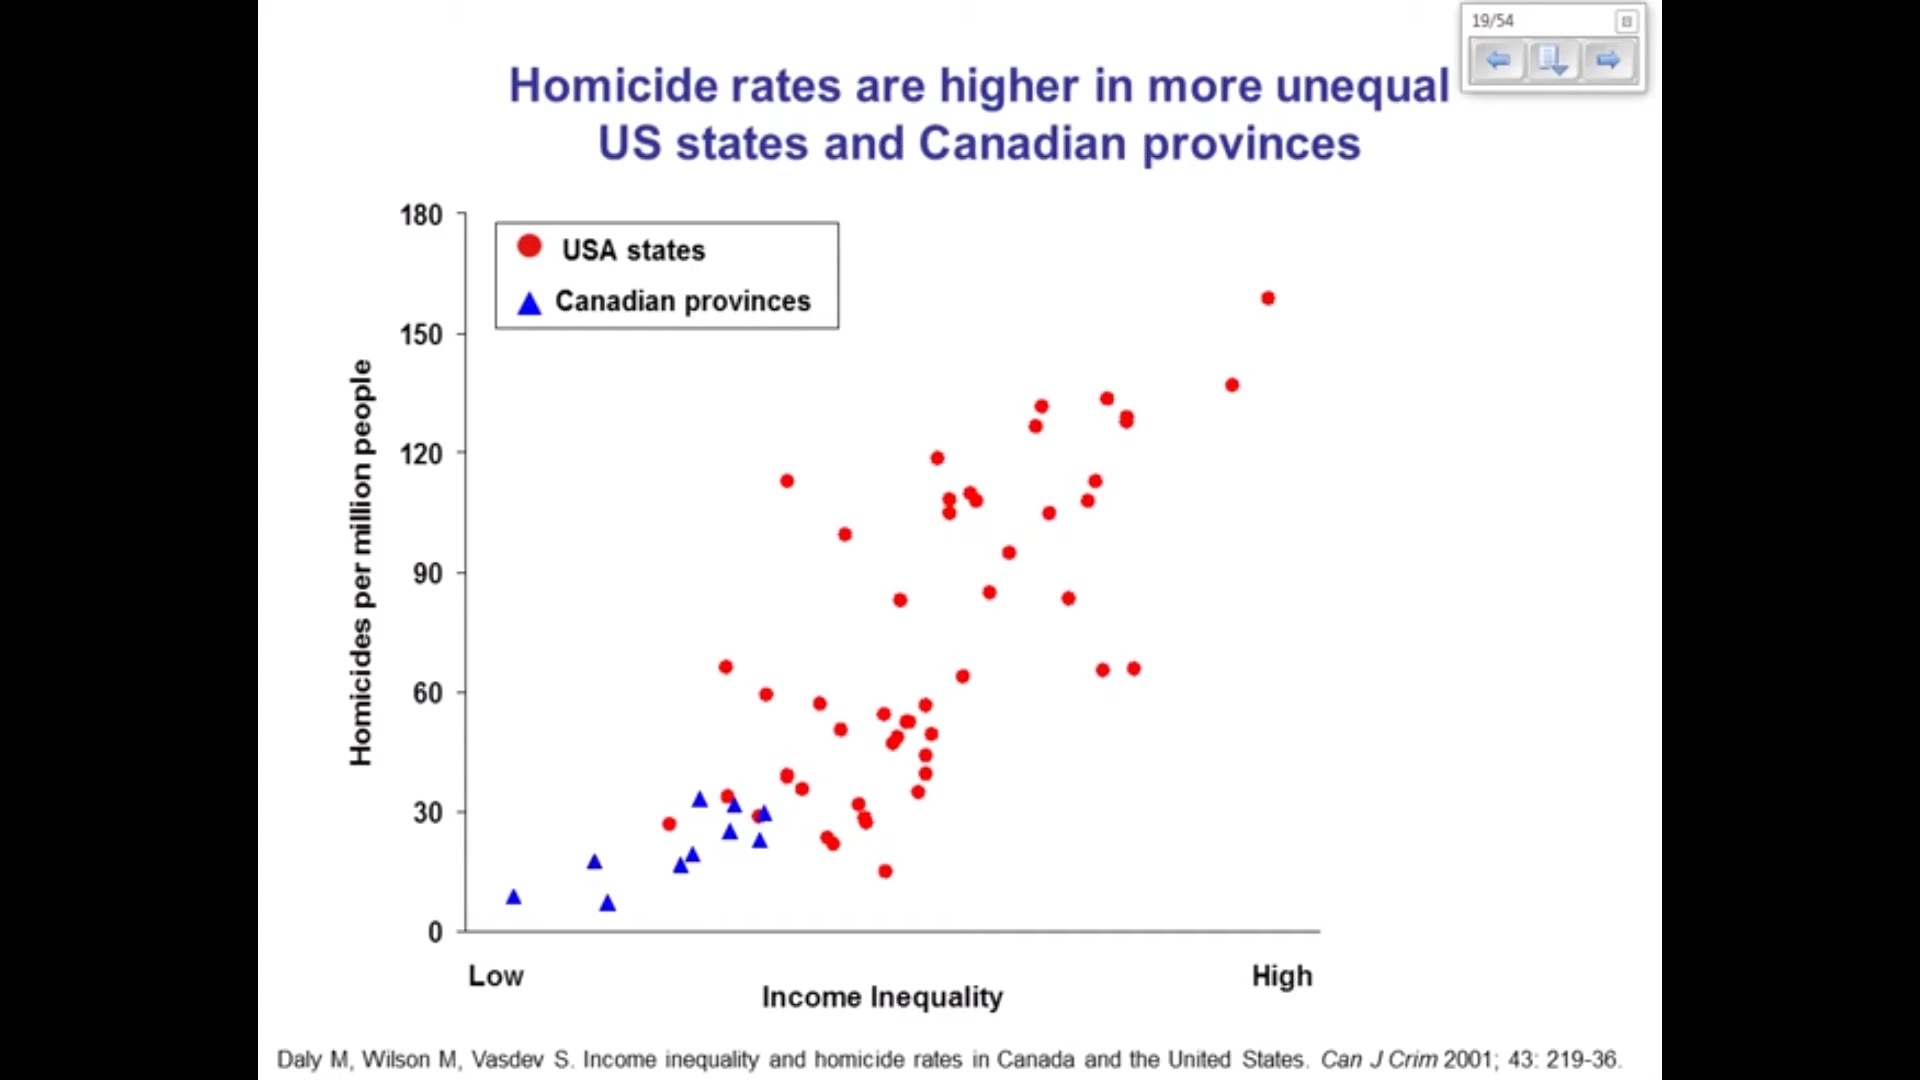 19/54
Homicide rates are higher in more unequal
US states and Canadian provinces
USA states
Canadian provinces
Homicides per million people
180
150
120
90
60
30
0
Low
High
Income Inequality
Daly M, Wilson M, Vasdev S. Income inequality and homicide rates in Canada and the United States. Can J Crim 2001; 43: 219-36.